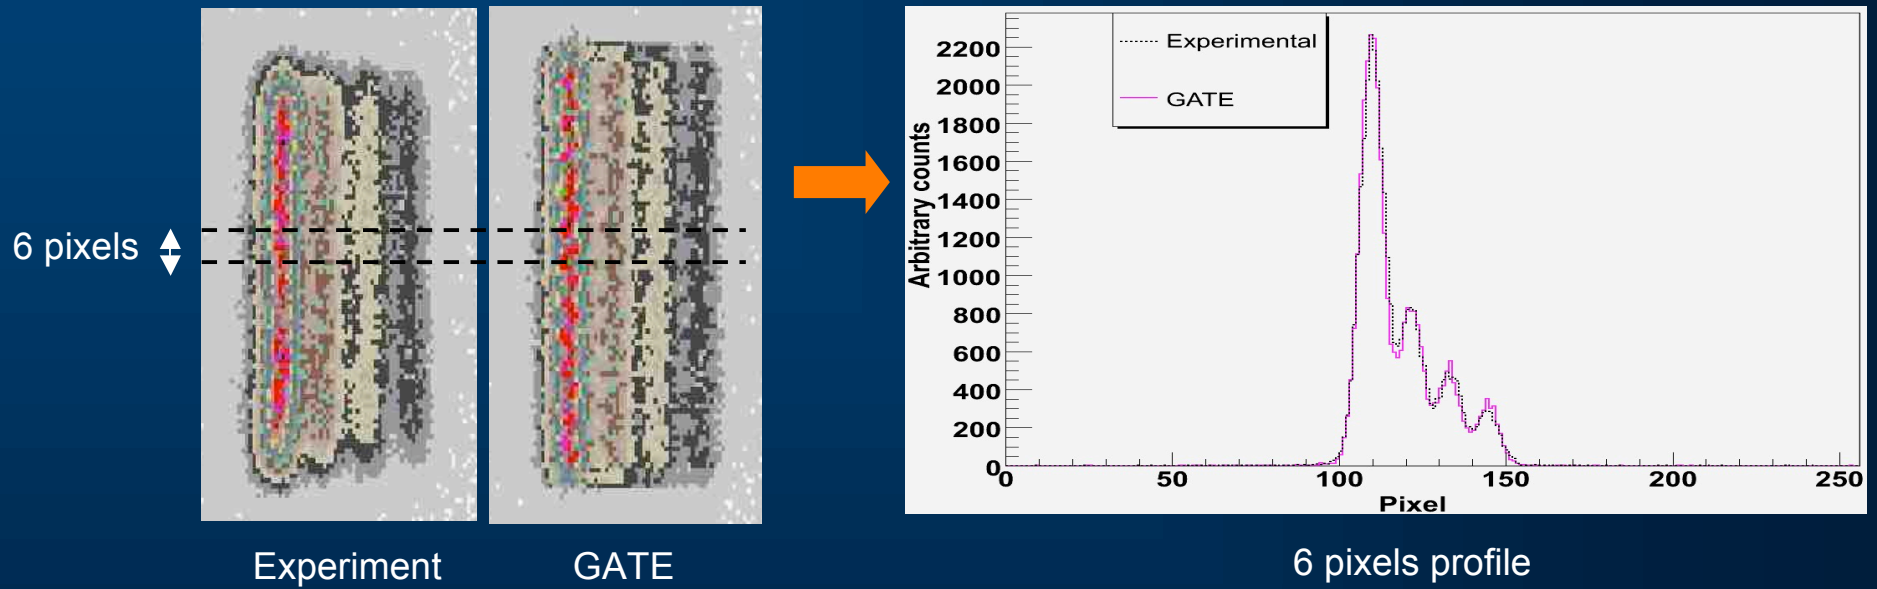 6 pixels
Experiment
GATE
Experimental
GATE
Arbitrary counts
2200
2000
1800
1600
1400
1200
1000
800
600
400
200
0
0 50 100 150 200 250
Pixel
6 pixels profile